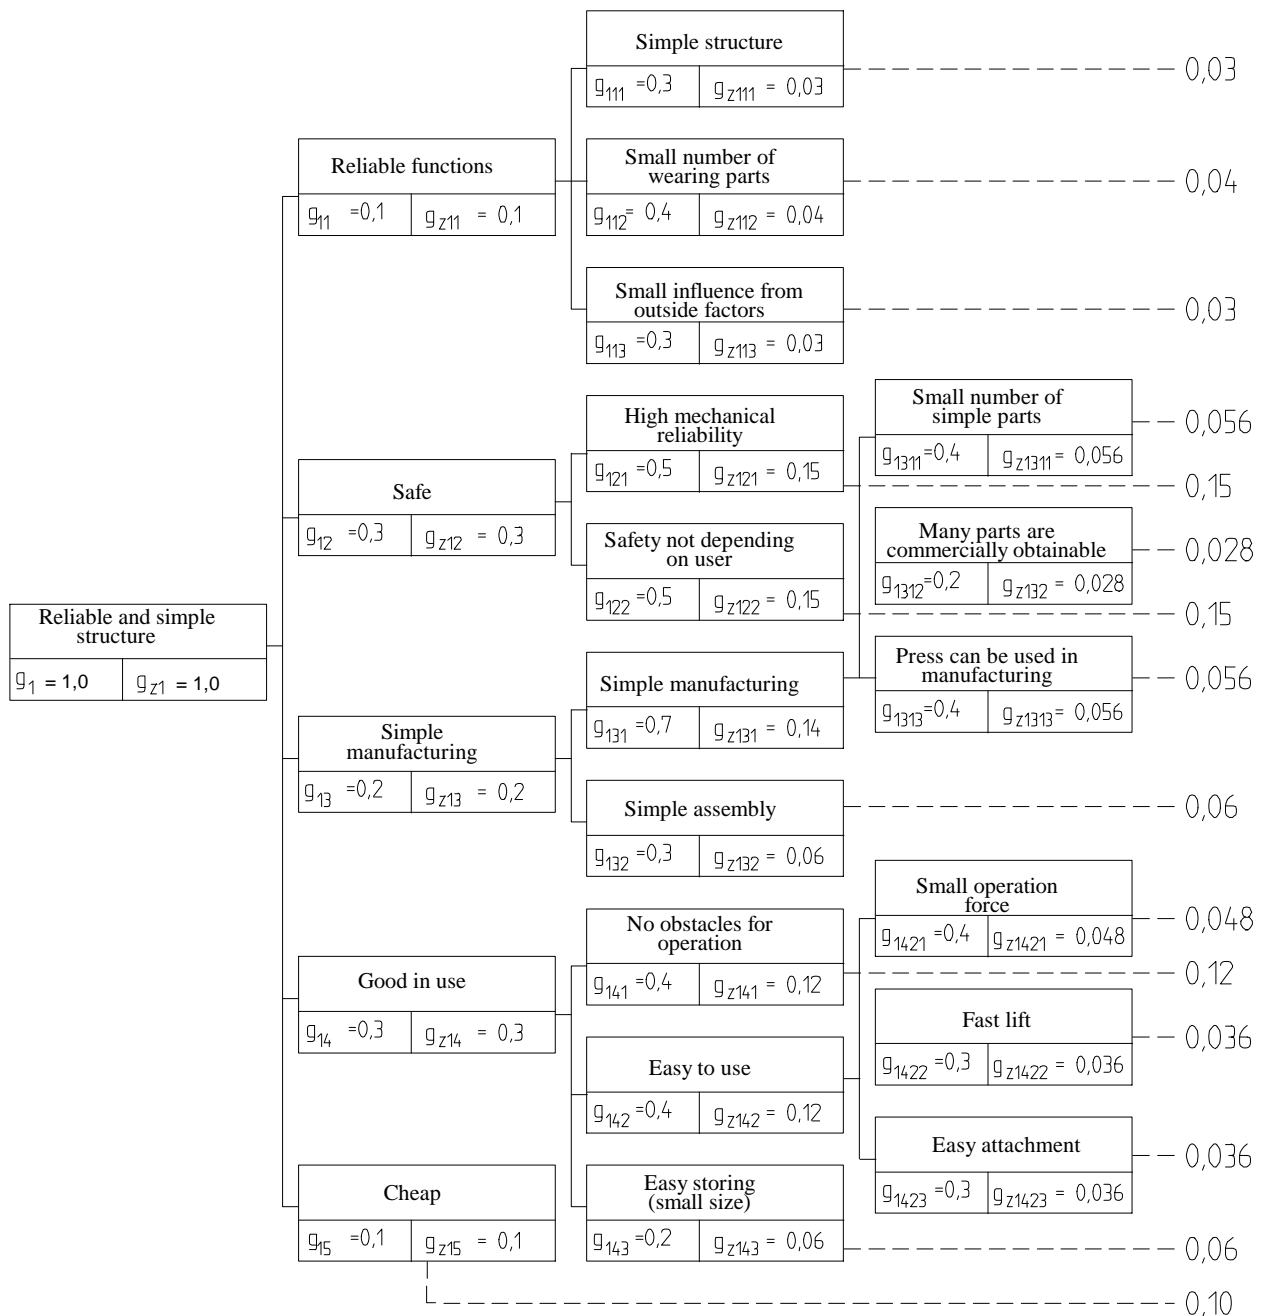 Simple structure
g111 =0,3 gz111 = 0,03
0,03
Reliable functions
g11 =0,1 gz11 = 0,1
Small number of
wearing parts
g112= 0,4 gz112 = 0,04
0,04
Small influence from
outside factors
g113 =0,3 gz113 = 0,03
0,03
Safe
g12 =0,3 gz12 = 0,3
High mechanical
reliability
g121 =0,5 gz121 = 0,15
0,15
Safety not depending
on user
g122 =0,5 gz122 = 0,15
0,15
Small number of
simple parts
g1311=0,4 gz1311 = 0,056
0,056
Many parts are
commercially obtainable
g1312=0,2 gz132 = 0,028
0,028
Press can be used in
manufacturing
g1313=0,4 gz1313 = 0,056
0,056
Reliable and simple
structure
g1 = 1,0 gz1 = 1,0
Simple
manufacturing
g13 =0,2 gz13 = 0,2
Simple manufacturing
g131 =0,7 gz131 = 0,14
Simple assembly
g132 =0,3 gz132 = 0,06
0,06
Good in use
g14 =0,3 gz14 = 0,3
No obstacles for
operation
g141 =0,4 gz141 = 0,12
0,12
Easy to use
g142 =0,4 gz142 = 0,12
Small operation
force
g1421 =0,4 gz1421 = 0,048
0,048
Fast lift
g1422 =0,3 gz1422 = 0,036
0,036
Easy attachment
g1423 =0,3 gz1423 = 0,036
0,036
Easy storing
(small size)
g143 =0,2 gz143 = 0,06
0,06
Cheap
g15 =0,1 gz15 = 0,1
0,10